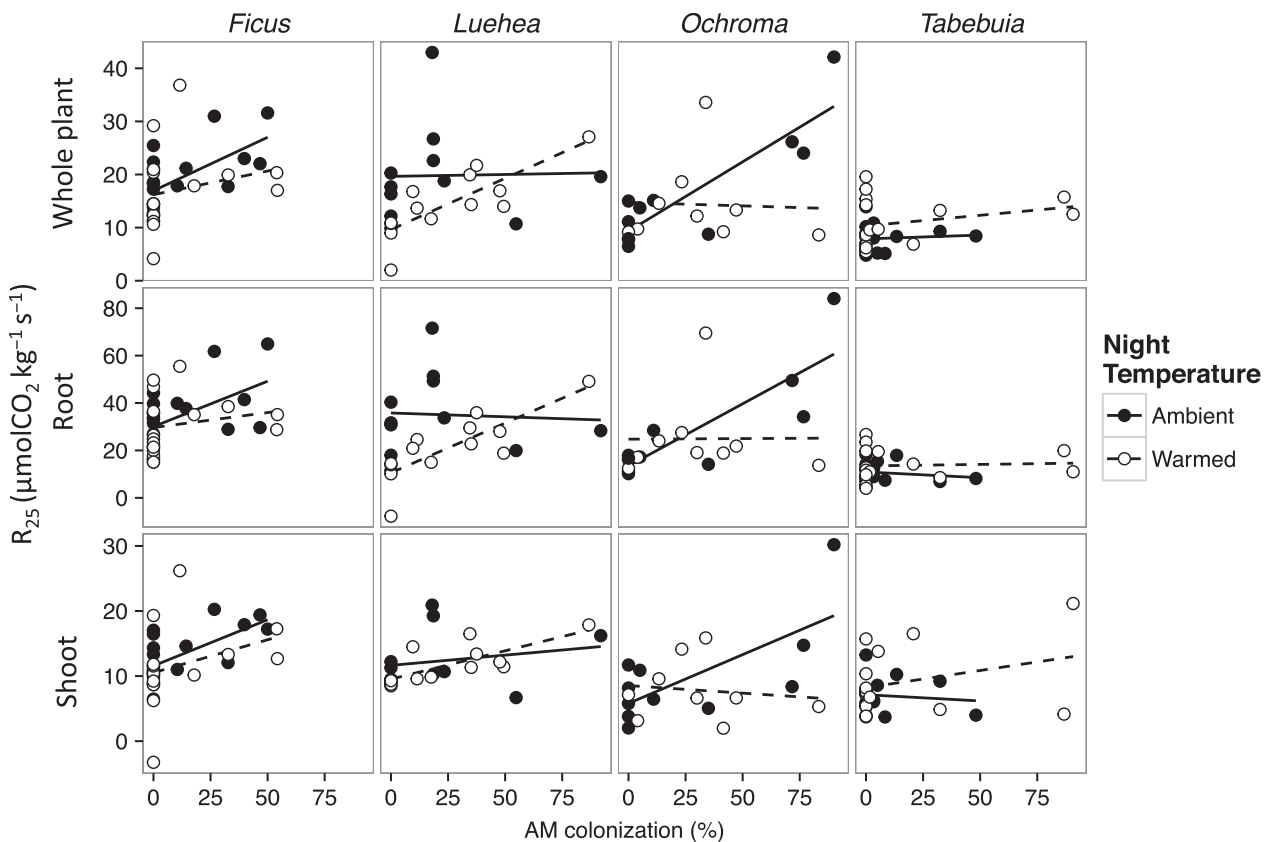 Ficus Luehea Ochroma Tabebuia
Whole plant
40
30
20
10
0
Root
80
60
40
20
0
Shoot
30
20
10
0
R25 (µmolCO2 kg−1 s−1)
0 25 50 75 0 25 50 75 0 25 50 75 0 25 50 75
AM colonization (%)
Night
Temperature
Ambient
Warmed